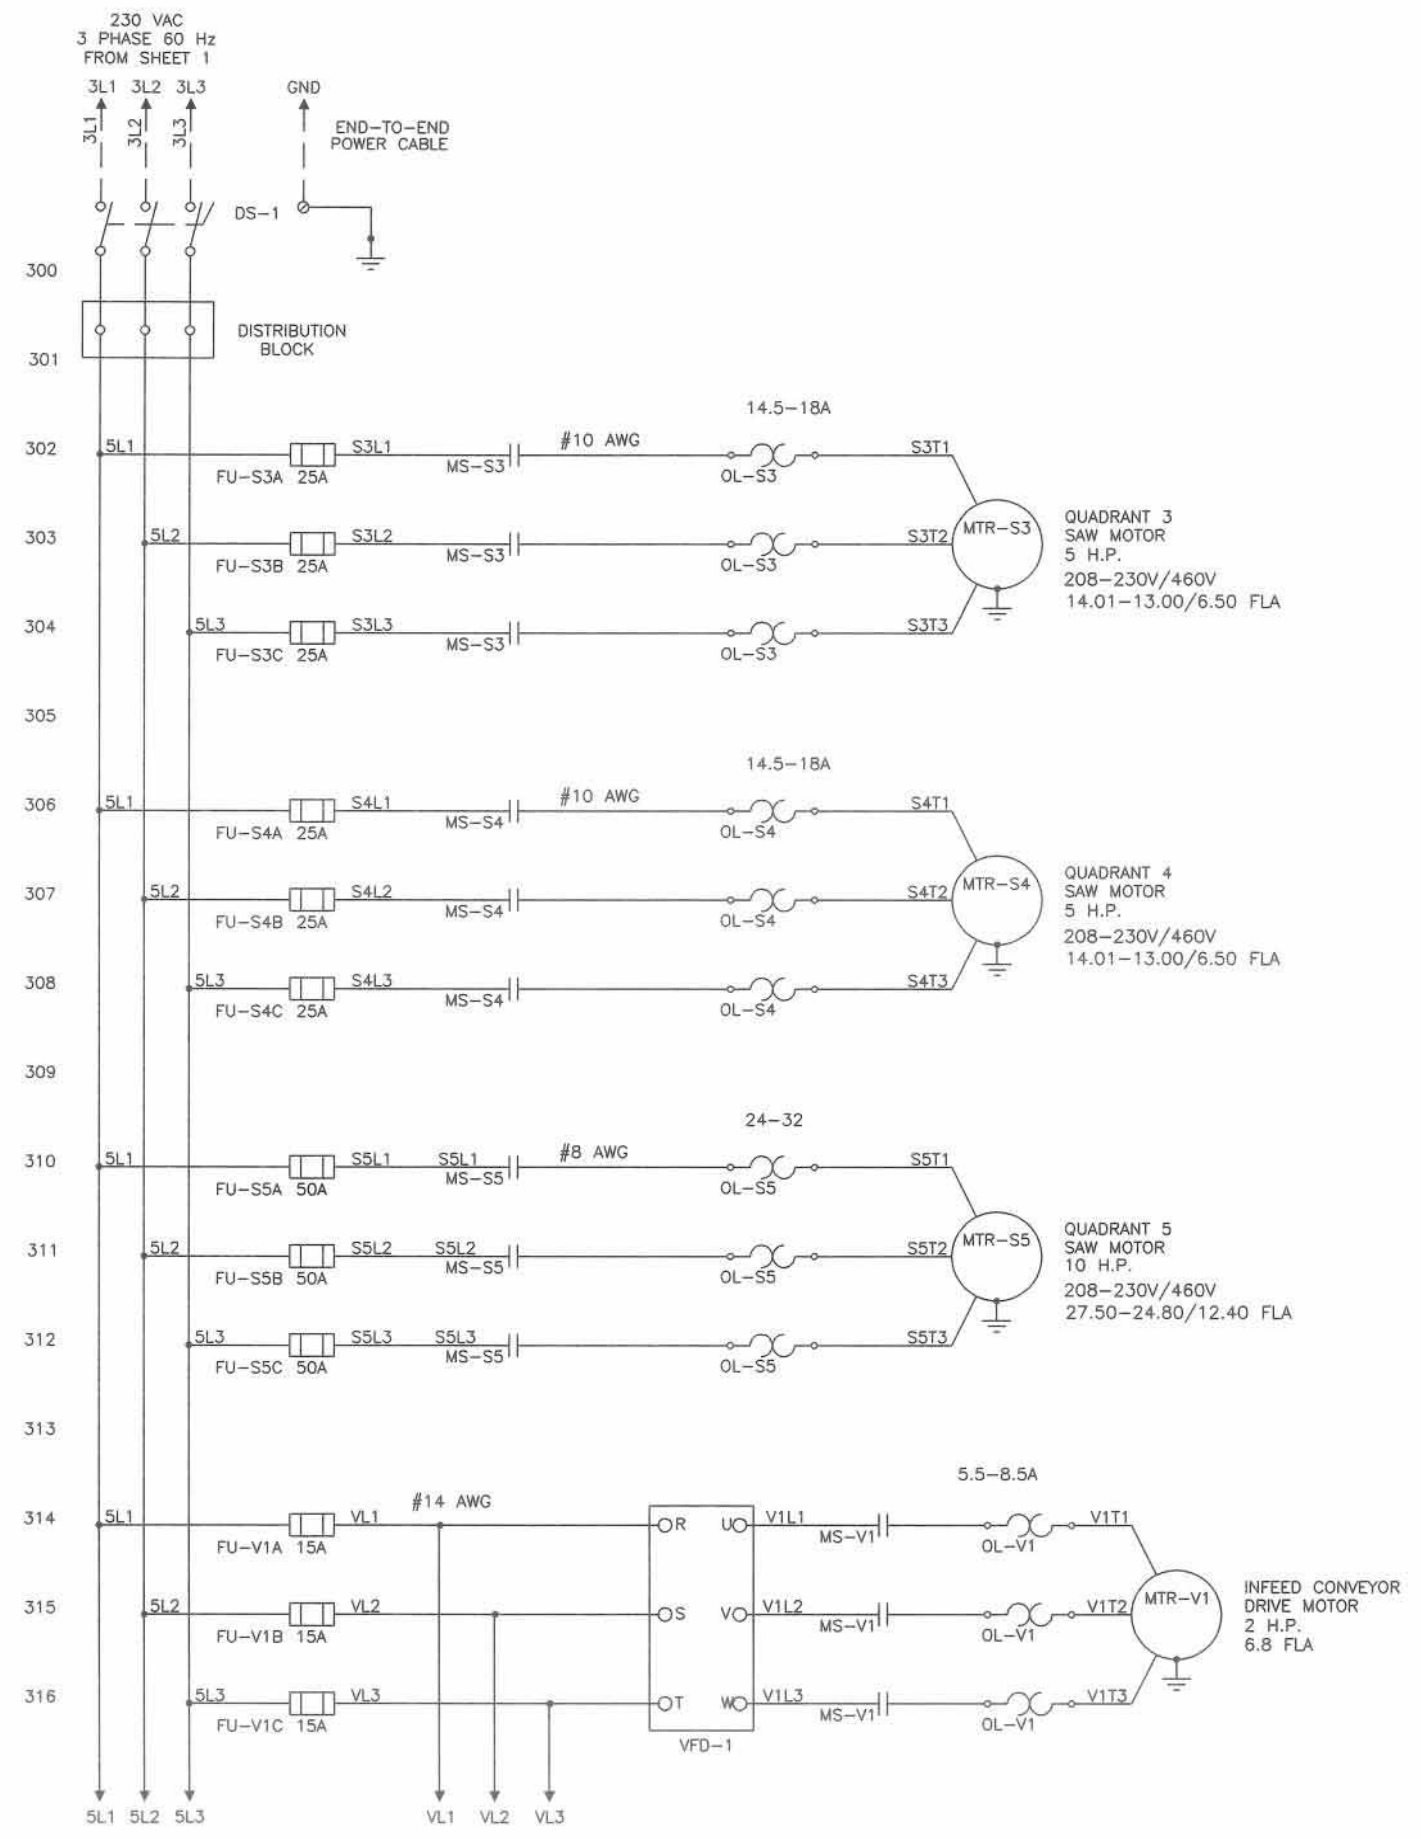 230 VAC
3 PHASE 60 Hz
FROM SHEET 1
3L1 3L2 3L3 GND
3L1 3L2 3L3
END-TO-END
POWER CABLE
DS-1
300
DISTRIBUTION
BLOCK
301
14.5-18A
302 5L1 S3L1 #10 AWG S3T1
FU-S3A 25A MS-S3 OL-S3
MTR-S3
QUADRANT 3
SAW MOTOR
5 H.P.
208-230V/460V
14.01-13.00/6.50 FLA
303 5L2 S3L2 S3T2
FU-S3B 25A MS-S3 OL-S3
304 5L3 S3L3 S3T3
FU-S3C 25A MS-S3 OL-S3
305
14.5-18A
306 5L1 S4L1 #10 AWG S4T1
FU-S4A 25A MS-S4 OL-S4
MTR-S4
QUADRANT 4
SAW MOTOR
5 H.P.
208-230V/460V
14.01-13.00/6.50 FLA
307 5L2 S4L2 S4T2
FU-S4B 25A MS-S4 OL-S4
308 5L3 S4L3 S4T3
FU-S4C 25A MS-S4 OL-S4
309
24-32
310 5L1 S5L1 S5L1 #8 AWG S5T1
FU-S5A 50A MS-S5 OL-S5
MTR-S5
QUADRANT 5
SAW MOTOR
10 H.P.
208-230V/460V
27.50-24.80/12.40 FLA
311 5L2 S5L2 S5L2 S5T2
FU-S5B 50A MS-S5 OL-S5
312 5L3 S5L3 S5L3 S5T3
FU-S5C 50A MS-S5 OL-S5
313
5.5-8.5A
314 5L1 VL1 #14 AWG R U V1L1 V1T1
FU-V1A 15A MS-V1 OL-V1
MTR-V1
INFEED CONVEYOR
DRIVE MOTOR
2 H.P.
6.8 FLA
315 5L2 VL2 S V V1L2 V1T2
FU-V1B 15A MS-V1 OL-V1
316 5L3 VL3 T W V1L3 V1T3
FU-V1C 15A MS-V1 OL-V1
VFD-1
5L1 5L2 5L3 VL1 VL2 VL3